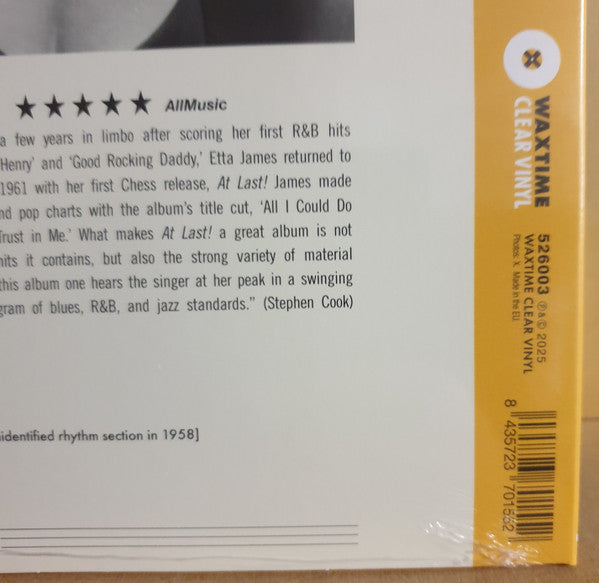 ★★★★★ AllMusic
a few years in limbo after scoring her first R&B hits
Henry’ and ‘Good Rocking Daddy,’ Etta James returned to
1961 with her first Chess release, At Last! James made
nd pop charts with the album’s title cut, ‘All I Could Do
Trust in Me.’ What makes At Last! a great album is not
hits it contains, but also the strong variety of material
this album one hears the singer at her peak in a swinging
gram of blues, R&B, and jazz standards.” (Stephen Cook)
identified rhythm section in 1958]
WAXTIME
CLEAR VINYL
526003 ℗&© 2025
WAXTIME CLEAR VINYL
Photos: X. Made in the EU.
8 435723 701582